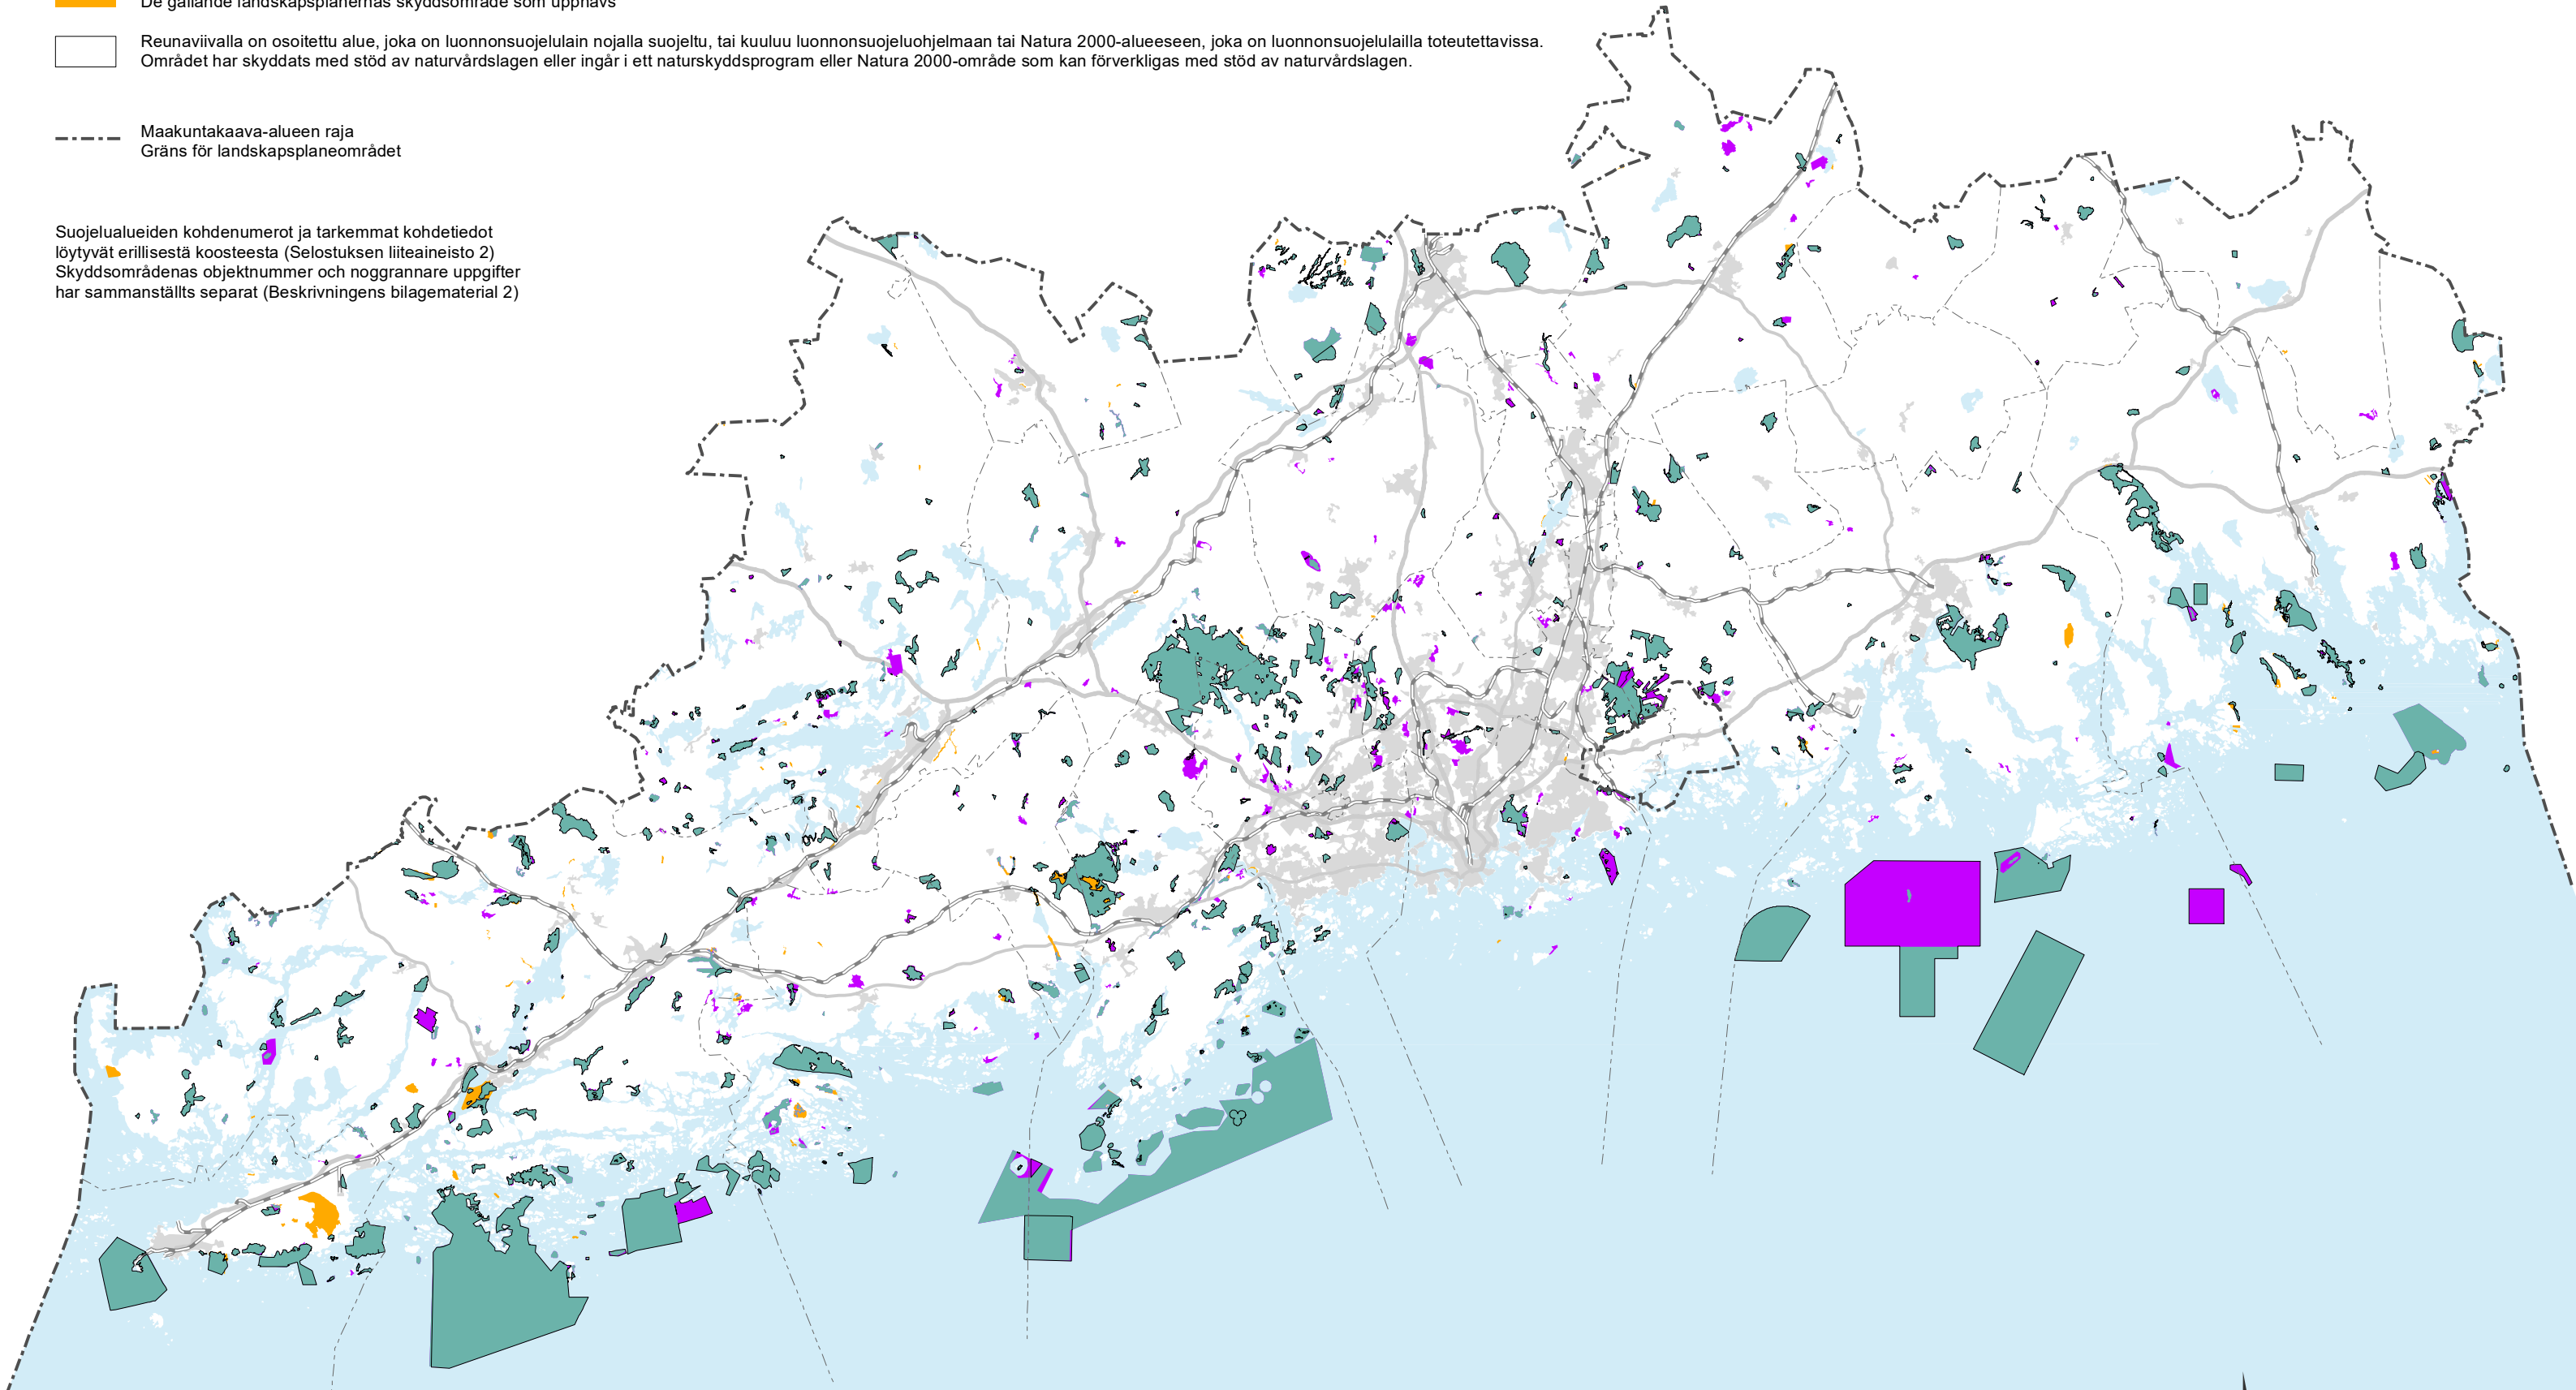 De gällande landskapsplanernas skyddsområde som upphävs
Reunaviivalla on osoitettu alue, joka on luonnonsuojelulain nojalla suojeltu, tai kuuluu luonnonsuojeluohjelmaan tai Natura 2000-alueeseen, joka on luonnonsuojelulailla toteutettavissa.
Området har skyddats med stöd av naturvårdslagen eller ingår i ett naturskyddsprogram eller Natura 2000-område som kan förverkligas med stöd av naturvårdslagen.
Maakuntakaava-alueen raja
Gräns för landskapsplaneområdet
Suojelualueiden kohdenumerot ja tarkemmat kohdetiedot
löytyvät erillisestä koosteesta (Selostuksen liiteaineisto 2)
Skyddsområdenas objektnummer och noggrannare uppgifter
har sammanställts separat (Beskrivningens bilagematerial 2)